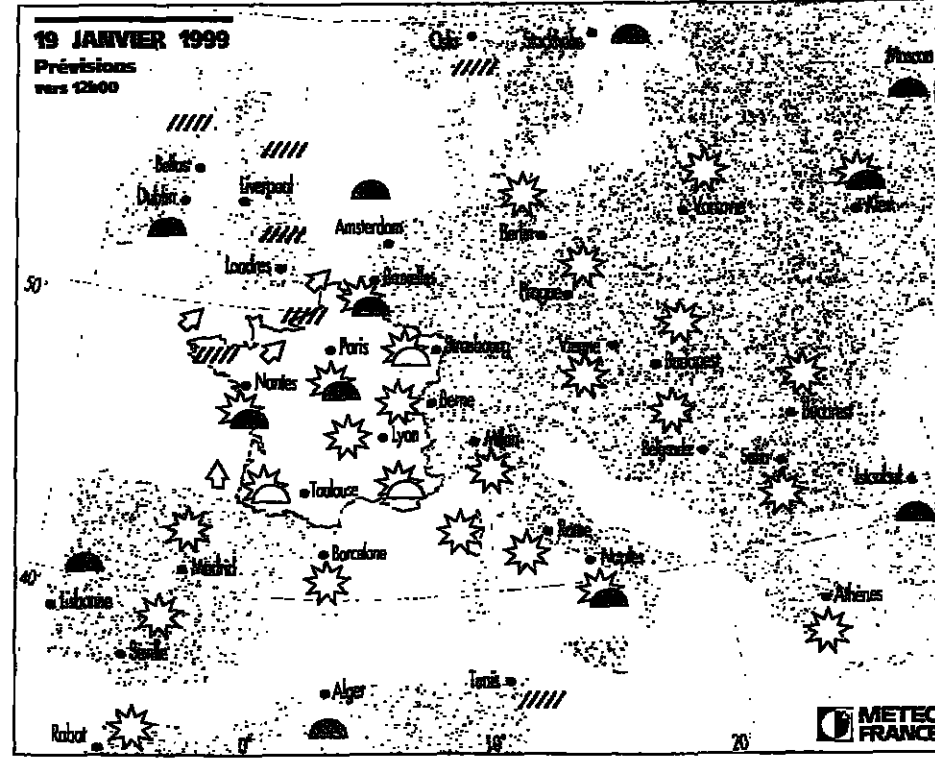 19 JANVIER 1999
Prévisions
vers 12h00
Oslo
Stockholm
Moscou
Belfast
Dublin
Liverpool
Varsovie
Kiev
Amsterdam
Berlin
Londres
Bruxelles
50°
Prague
Paris
Strasbourg
Vienne
Budapest
Nantes
Berne
Bucarest
Lyon
Milan
Belgrade
Sofia
Istanbul
Toulouse
Barcelone
Rome
Naples
40°
Madrid
Lisbonne
Athènes
Séville
Alger
Tunis
Rabat
0°
10°
20
METEO
FRANCE